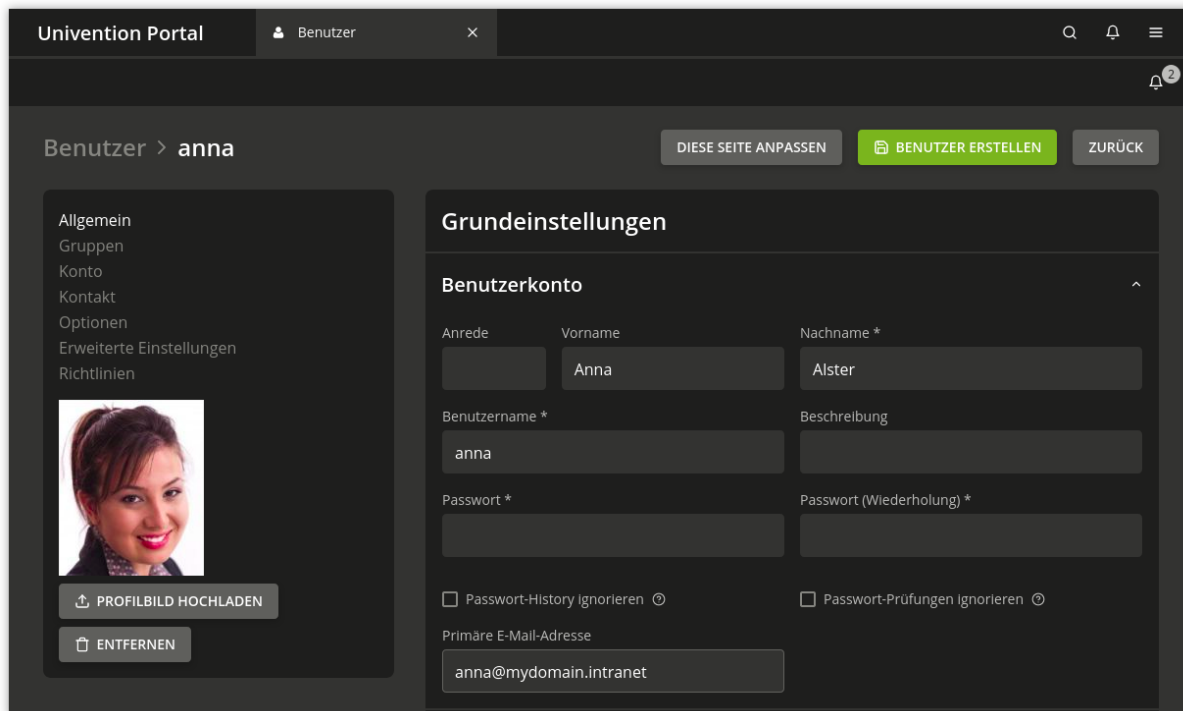 Univention Portal
Benutzer
2
Benutzer > anna
DIESE SEITE ANPASSEN
BENUTZER ERSTELLEN
ZURÜCK
Allgemein
Gruppen
Konto
Kontakt
Optionen
Erweiterte Einstellungen
Richtlinien
PROFILBILD HOCHLADEN
ENTFERNEN
Grundeinstellungen
Benutzerkonto
Anrede Vorname Nachname *
Anna Alster
Benutzername * Beschreibung
anna
Passwort * Passwort (Wiederholung) *
Passwort-History ignorieren Passwort-Prüfungen ignorieren
Primäre E-Mail-Adresse
anna@mydomain.intranet